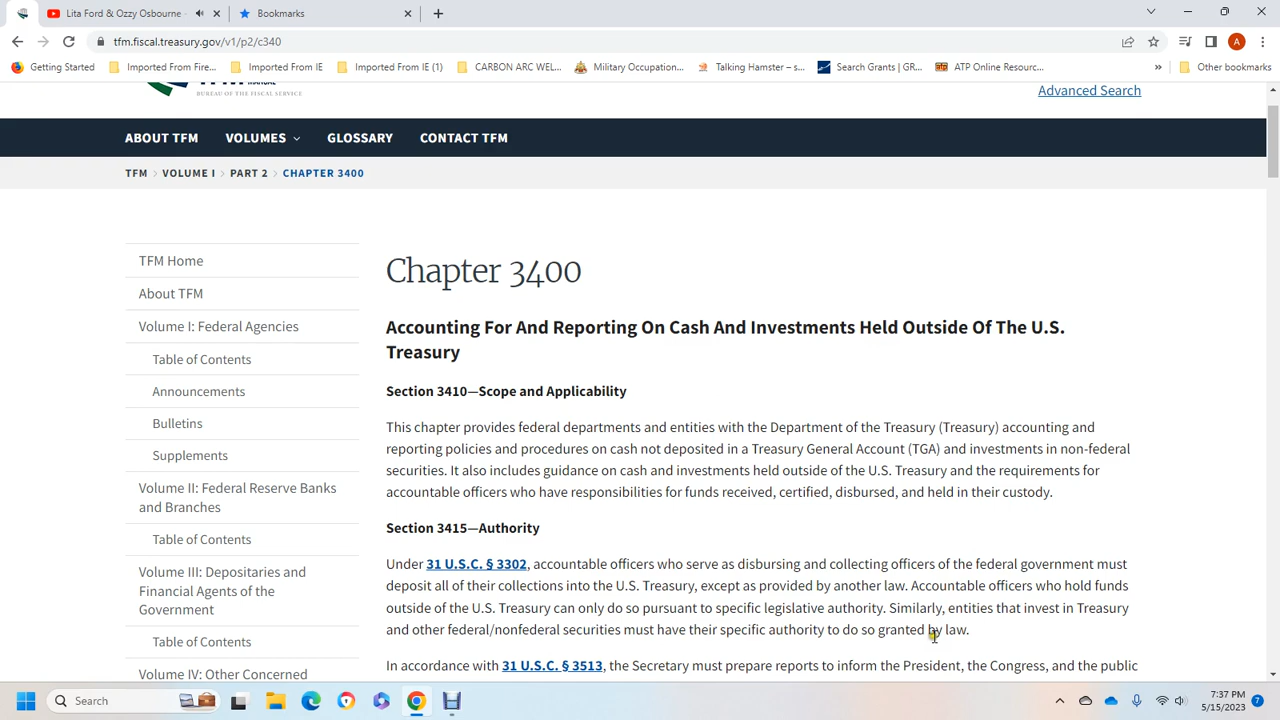 Lita Ford & Ozzy Osbourne -
Bookmarks
tfm.fiscal.treasury.gov/v1/p2/c340
A
Getting Started
Imported From Fire...
Imported From IE
Imported From IE (1)
CARBON ARC WEL...
Military Occupation...
Talking Hamster – s...
Search Grants | GR...
ATP Online Resourc...
»
Other bookmarks
MANUAL
BUREAU OF THE FISCAL SERVICE
Advanced Search
ABOUT TFM
VOLUMES
GLOSSARY
CONTACT TFM
TFM > VOLUME I > PART 2 > CHAPTER 3400
TFM Home
About TFM
Volume I: Federal Agencies
Table of Contents
Announcements
Bulletins
Supplements
Volume II: Federal Reserve Banks
and Branches
Table of Contents
Volume III: Depositaries and
Financial Agents of the
Government
Table of Contents
Volume IV: Other Concerned
Chapter 3400
Accounting For And Reporting On Cash And Investments Held Outside Of The U.S.
Treasury
Section 3410—Scope and Applicability
This chapter provides federal departments and entities with the Department of the Treasury (Treasury) accounting and
reporting policies and procedures on cash not deposited in a Treasury General Account (TGA) and investments in non-federal
securities. It also includes guidance on cash and investments held outside of the U.S. Treasury and the requirements for
accountable officers who have responsibilities for funds received, certified, disbursed, and held in their custody.
Section 3415—Authority
Under 31 U.S.C. § 3302, accountable officers who serve as disbursing and collecting officers of the federal government must
deposit all of their collections into the U.S. Treasury, except as provided by another law. Accountable officers who hold funds
outside of the U.S. Treasury can only do so pursuant to specific legislative authority. Similarly, entities that invest in Treasury
and other federal/nonfederal securities must have their specific authority to do so granted by law.
In accordance with 31 U.S.C. § 3513, the Secretary must prepare reports to inform the President, the Congress, and the public
Search
7:37 PM
5/15/2023
7